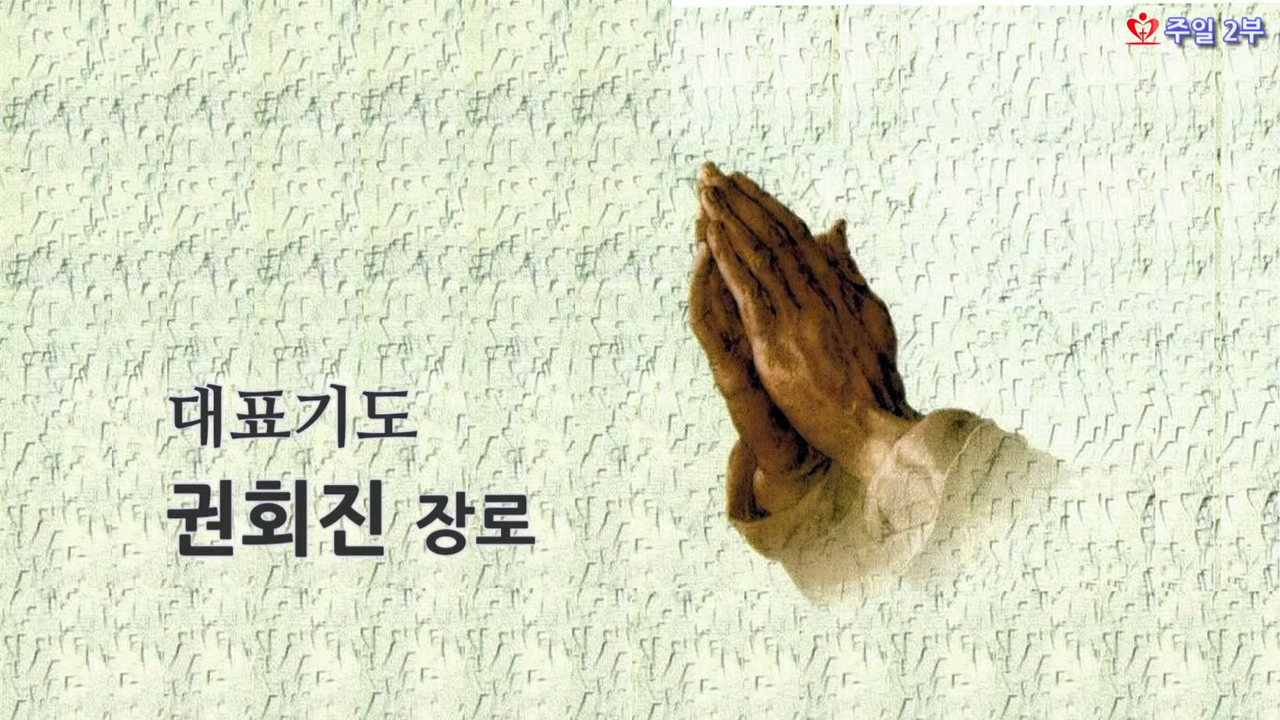 주일 2부
대표기도
권회진 장로